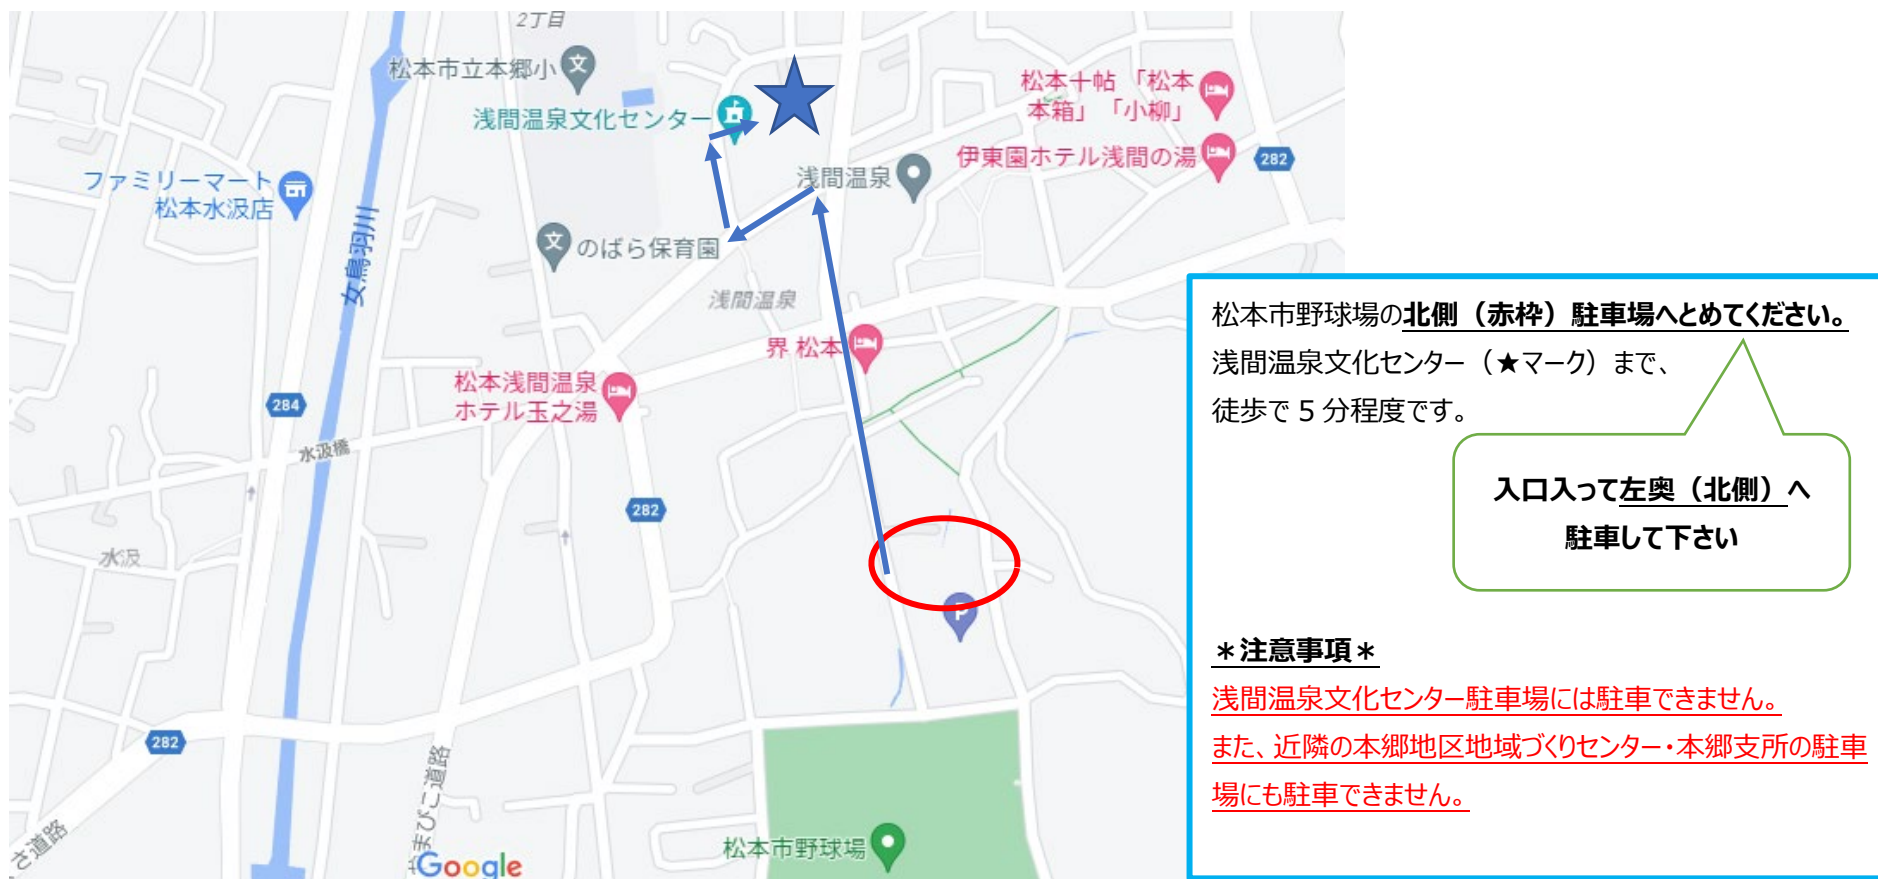 2丁目
松本市立本郷小
浅間温泉文化センター
松本十帖 「松本
本箱」「小柳」
伊東園ホテル浅間の湯
282
ファミリーマート
松本水汲店
浅間温泉
女鳥羽川
のばら保育園
浅間温泉
界 松本
松本浅間温泉
ホテル玉之湯
284
水汲橋
282
水汲
P
282
やまびこ道路
さ道路
松本市野球場
Google
松本市野球場の北側（赤枠）駐車場へとめてください。
浅間温泉文化センター（★マーク）まで、
徒歩で 5 分程度です。
入口入って左奥（北側）へ
駐車して下さい
＊注意事項＊
浅間温泉文化センター駐車場には駐車できません。
また、近隣の本郷地区地域づくりセンター・本郷支所の駐車
場にも駐車できません。